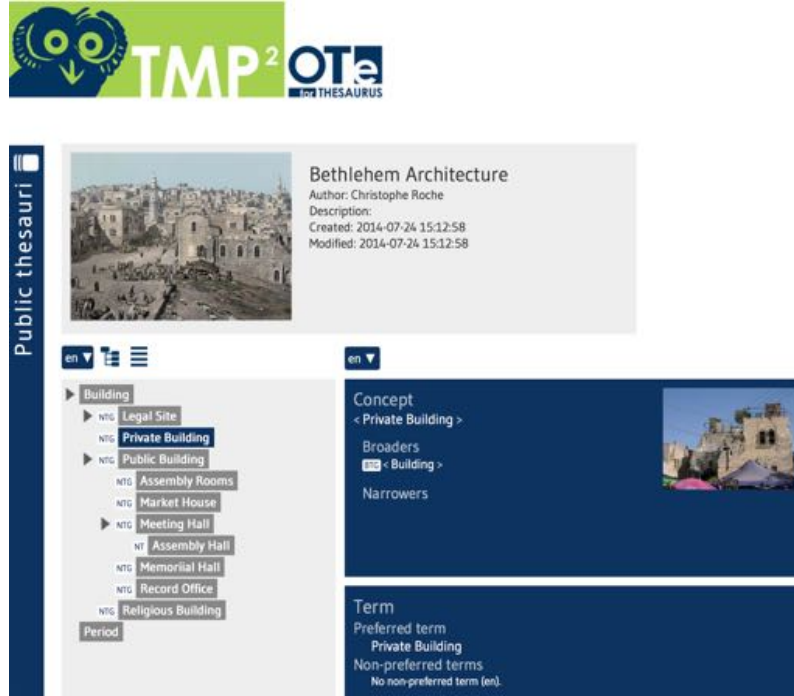 TMP² OTe
for THESAURUS
Public thesauri
Bethlehem Architecture
Author: Christophe Roche
Description:
Created: 2014-07-24 15:12:58
Modified: 2014-07-24 15:12:58
en ▼
Building
NTG Legal Site
NTG Private Building
NTG Public Building
NTG Assembly Rooms
NTG Market House
NTG Meeting Hall
NT Assembly Hall
NTG Memoriial Hall
NTG Record Office
NTG Religious Building
Period
en ▼
Concept
< Private Building >
Broaders
BTG < Building >
Narrowers
Term
Preferred term
Private Building
Non-preferred terms
No non-preferred term (en).